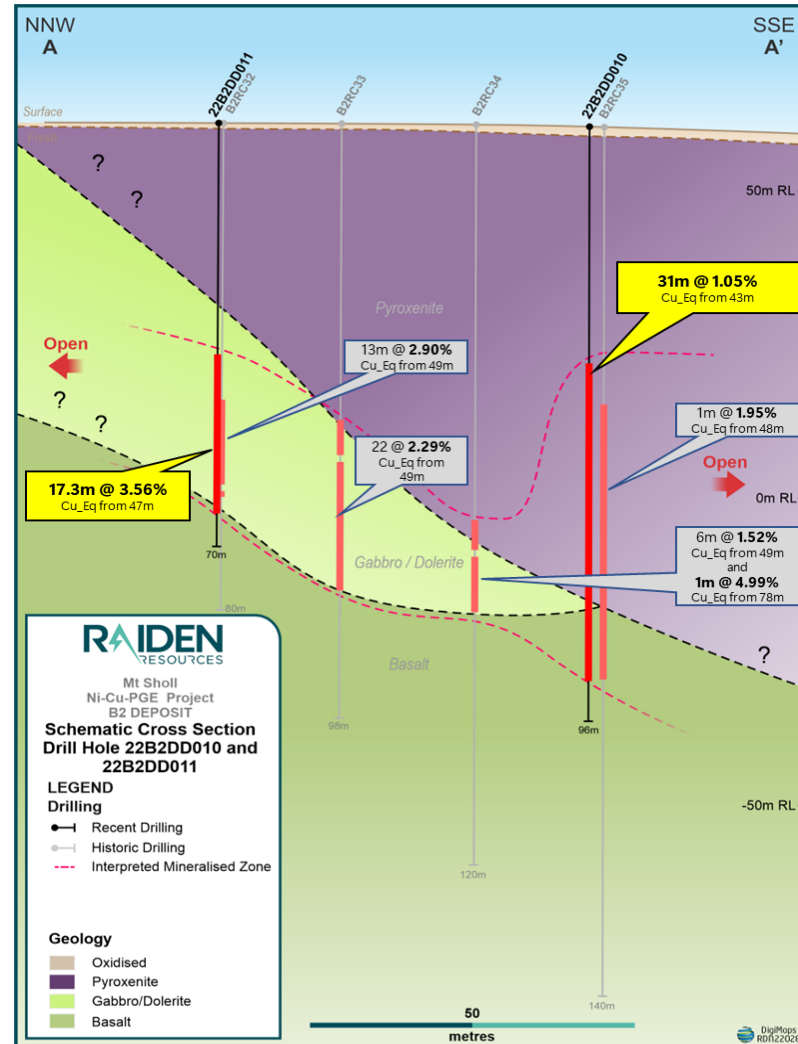 NNW
A
SSE
A'
22B2DD011
B2RC32
B2RC33
B2RC34
22B2DD010
B2RC35
Surface
Fresh
?
?
50m RL
Pyroxenite
31m @ 1.05%
Cu_Eq from 43m
Open
13m @ 2.90%
Cu_Eq from 49m
?
?
1m @ 1.95%
Cu_Eq from 48m
22 @ 2.29%
Cu_Eq from
49m
Open
17.3m @ 3.56%
Cu_Eq from 47m
0m RL
6m @ 1.52%
Cu_Eq from 49m
and
1m @ 4.99%
Cu_Eq from 78m
70m
Gabbro / Dolerite
80m
Basalt
?
98m
96m
-50m RL
120m
140m
RAIDEN
RESOURCES
Mt Sholl
Ni-Cu-PGE Project
B2 DEPOSIT
Schematic Cross Section
Drill Hole 22B2DD010 and
22B2DD011
LEGEND
Drilling
Recent Drilling
Historic Drilling
Interpreted Mineralised Zone
Geology
Oxidised
Pyroxenite
Gabbro/Dolerite
Basalt
50
metres
DigiMaps
RDN22028